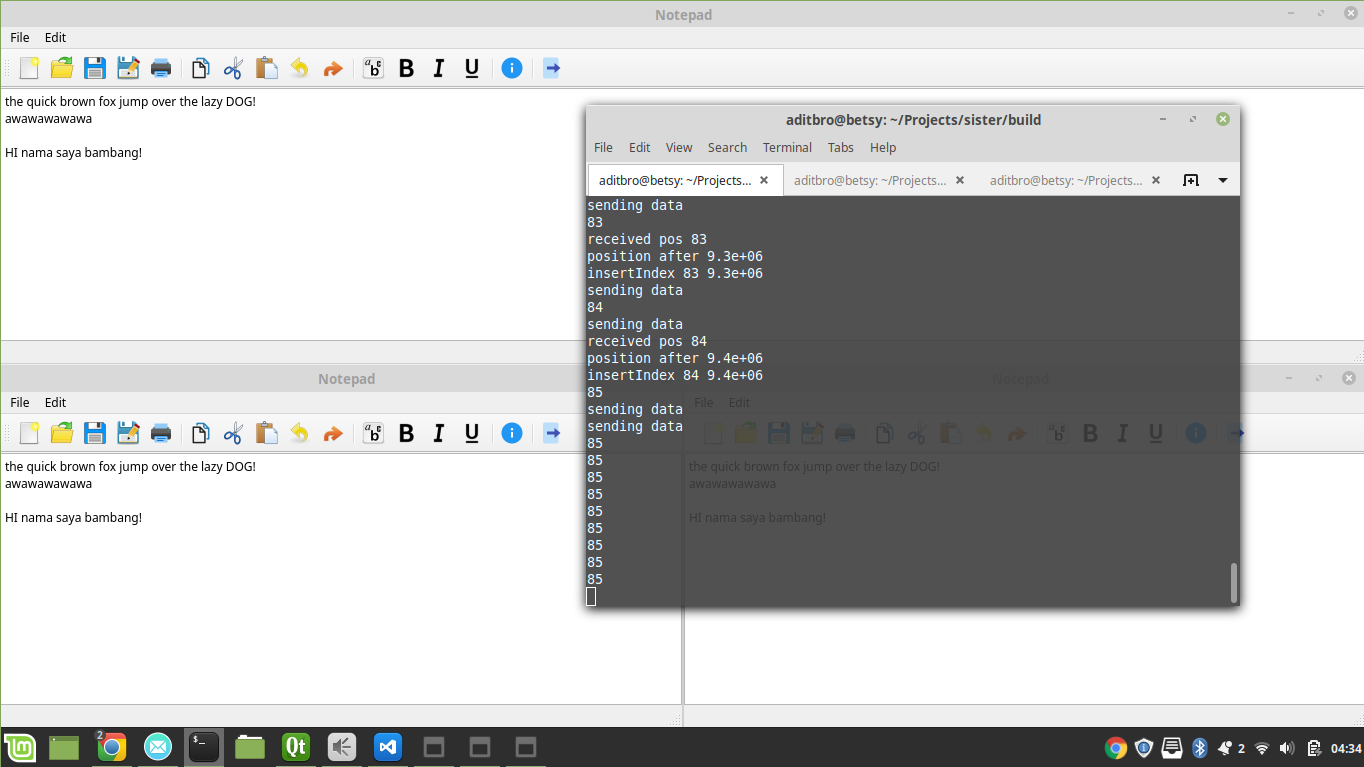 Notepad
File Edit
B I U
the quick brown fox jump over the lazy DOG!
awawawawawa
HI nama saya bambang!
aditbro@betsy: ~/Projects/sister/build
File Edit View Search Terminal Tabs Help
aditbro@betsy: ~/Projects... aditbro@betsy: ~/Projects... aditbro@betsy: ~/Projects...
sending data
83
received pos 83
position after 9.3e+06
insertIndex 83 9.3e+06
sending data
84
sending data
received pos 84
position after 9.4e+06
insertIndex 84 9.4e+06
85
sending data
sending data
85
85
85
85
85
85
85
85
85
Notepad
File Edit
B I U
the quick brown fox jump over the lazy DOG!
awawawawawa
HI nama saya bambang!
Notepad
File Edit
B I U
the quick brown fox jump over the lazy DOG!
awawawawawa
HI nama saya bambang!
2
Qt
2
04:34